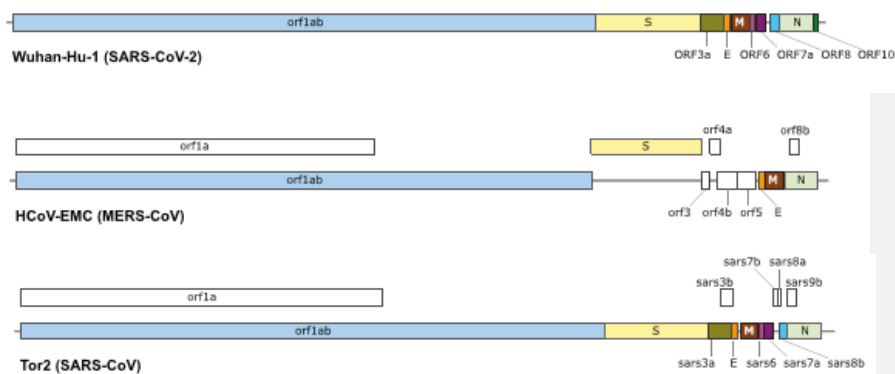 orf1ab S M N
ORF3a E ORF6 ORF7a ORF8 ORF10
Wuhan-Hu-1 (SARS-CoV-2)
orf4a orf8b
orf1a S
orf1ab M N
orf3 orf4b orf5 E
HCoV-EMC (MERS-CoV)
sars7b sars8a
sars3b sars9b
orf1a
orf1ab S M N
sars3a E sars6 sars7a sars8b
Tor2 (SARS-CoV)